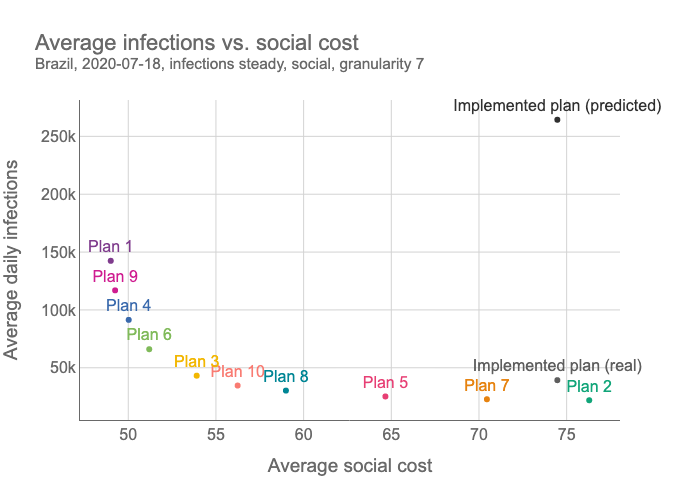 Average infections vs. social cost
Brazil, 2020-07-18, infections steady, social, granularity 7
Implemented plan (predicted)
250k
200k
150k
100k
50k
Average daily infections
Plan 1
Plan 9
Plan 4
Plan 6
Plan 3
Plan 10
Plan 8
Plan 5
Implemented plan (real)
Plan 7
Plan 2
50
55
60
65
70
75
Average social cost